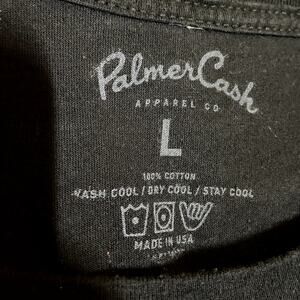 PalmerCash
APPAREL CO
L
100% COTTON
WASH COOL / DRY COOL / STAY COOL
MADE IN USA